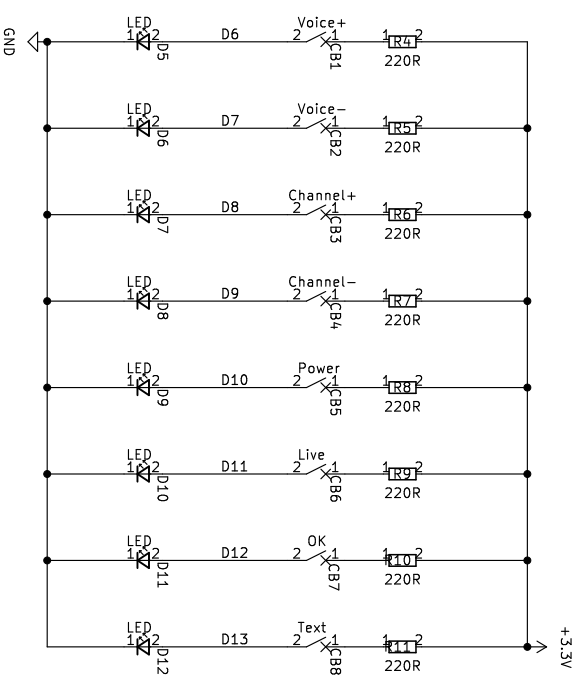 GND
LED 1 2 D5 D6 Voice+ 2 1 CB1 1 R4 2 220R
LED 1 2 D6 D7 Voice− 2 1 CB2 1 R5 2 220R
LED 1 2 D7 D8 Channel+ 2 1 CB3 1 R6 2 220R
LED 1 2 D8 D9 Channel− 2 1 CB4 1 R7 2 220R
LED 1 2 D9 D10 Power 2 1 CB5 1 R8 2 220R
LED 1 2 D10 D11 Live 2 1 CB6 1 R9 2 220R
LED 1 2 D11 D12 OK 2 1 CB7 1 R10 2 220R
LED 1 2 D12 D13 Text 2 1 CB8 1 R11 2 220R
+3.3V